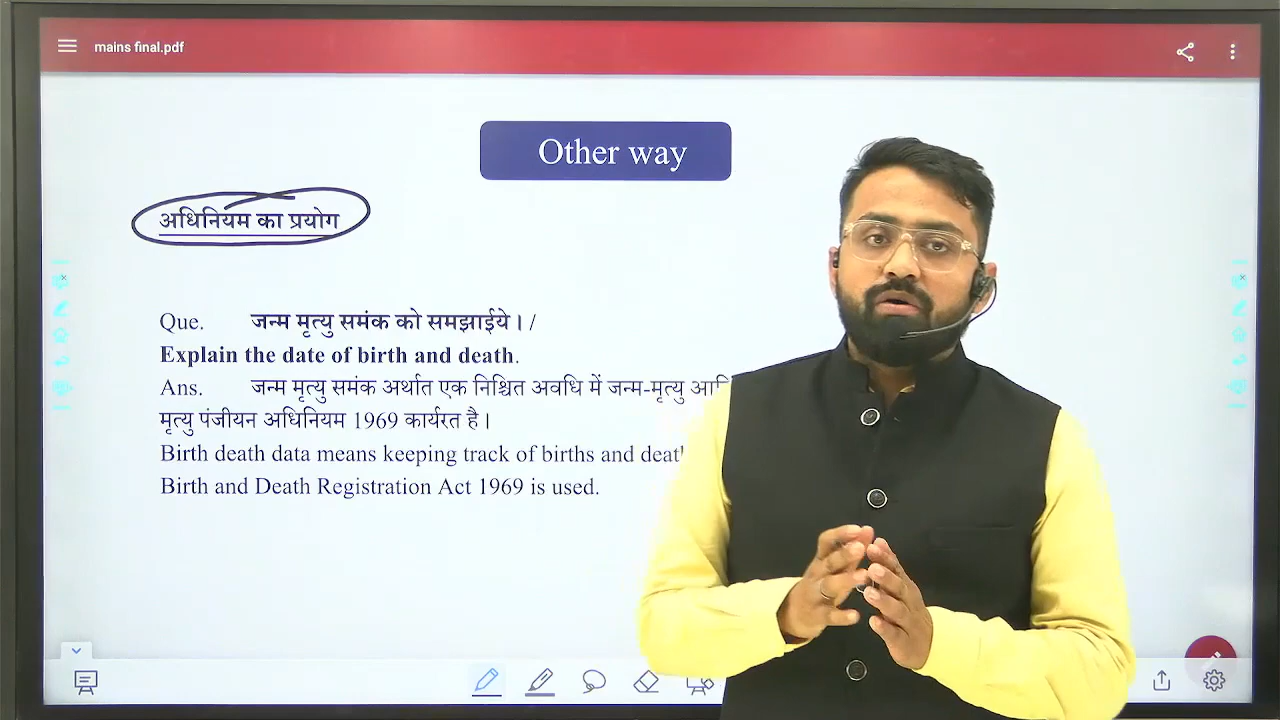 mains final.pdf
Other way
अधिनियम का प्रयोग
Que. जन्म मृत्यु समंक को समझाईये। /
Explain the date of birth and death.
Ans. जन्म मृत्यु समंक अर्थात एक निश्चित अवधि में जन्म-मृत्यु
मृत्यु पंजीयन अधिनियम 1969 कार्यरत है।
Birth death data means keeping track of births and
Birth and Death Registration Act 1969 is used.